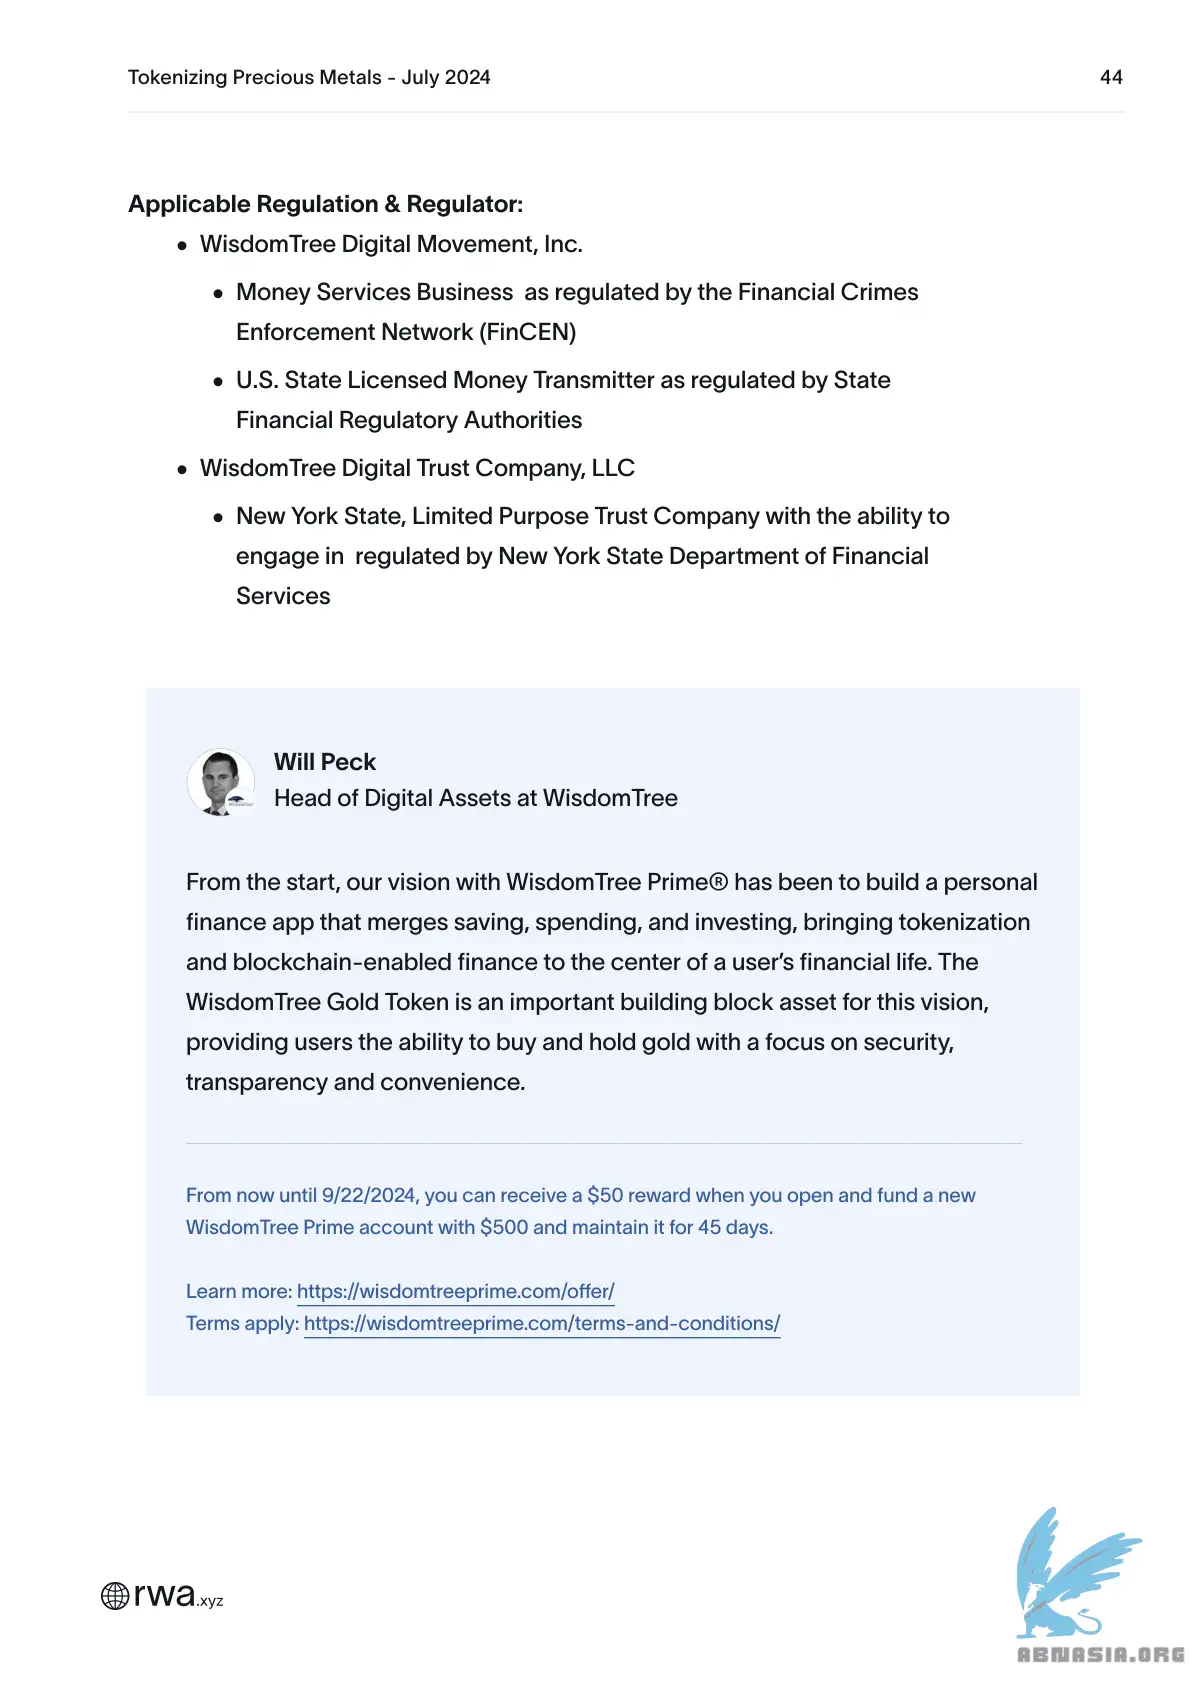 Tokenizing Precious Metals - July 2024 44
Applicable Regulation & Regulator:
• WisdomTree Digital Movement, Inc.
• Money Services Business  as regulated by the Financial Crimes
Enforcement Network (FinCEN)
• U.S. State Licensed Money Transmitter as regulated by State
Financial Regulatory Authorities
• WisdomTree Digital Trust Company, LLC
• New York State, Limited Purpose Trust Company with the ability to
engage in  regulated by New York State Department of Financial
Services
Will Peck
Head of Digital Assets at WisdomTree
From the start, our vision with WisdomTree Prime® has been to build a personal
finance app that merges saving, spending, and investing, bringing tokenization
and blockchain-enabled finance to the center of a user’s financial life. The
WisdomTree Gold Token is an important building block asset for this vision,
providing users the ability to buy and hold gold with a focus on security,
transparency and convenience.
From now until 9/22/2024, you can receive a $50 reward when you open and fund a new
WisdomTree Prime account with $500 and maintain it for 45 days.
Learn more: https://wisdomtreeprime.com/offer/
Terms apply: https://wisdomtreeprime.com/terms-and-conditions/
rwa.xyz
ABNASIA.ORG